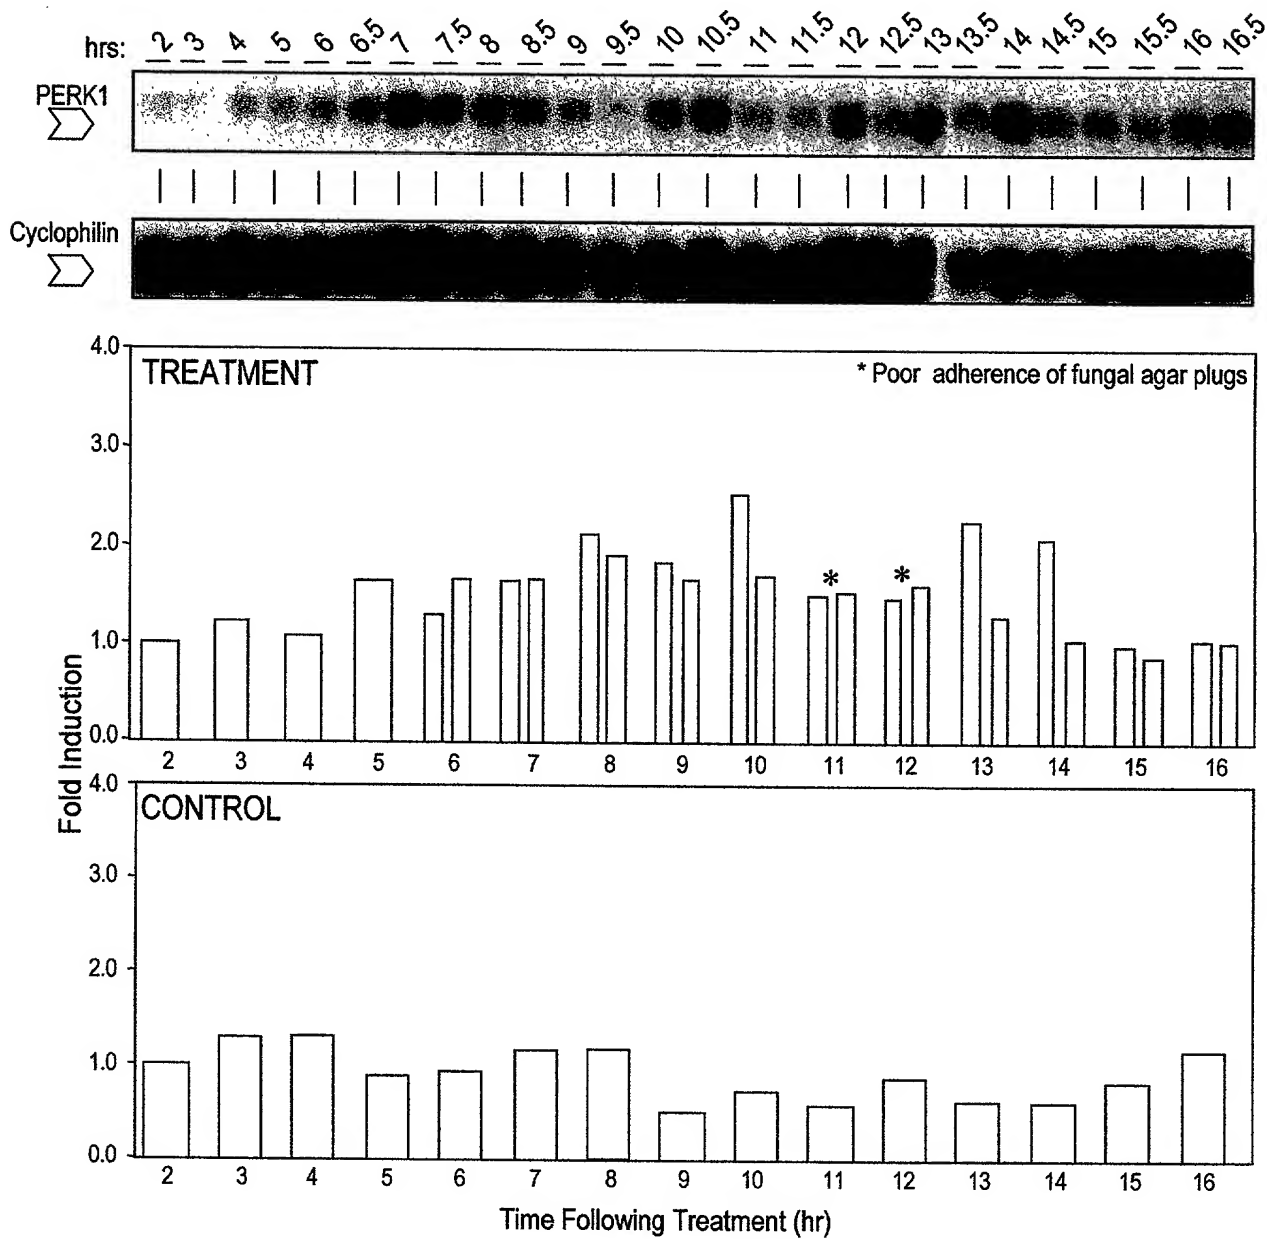 hrs: 2 3 4 5 6 6.5 7 7.5 8 8.5 9 9.5 10 10.5 11 11.5 12 12.5 13 13.5 14 14.5 15 15.5 16 16.5
PERK1
Cyclophilin
4.0
TREATMENT
* Poor adherence of fungal agar plugs
3.0
2.0
* *
1.0
0.0
2 3 4 5 6 7 8 9 10 11 12 13 14 15 16
Fold Induction
4.0
CONTROL
3.0
2.0
1.0
0.0
2 3 4 5 6 7 8 9 10 11 12 13 14 15 16
Time Following Treatment (hr)